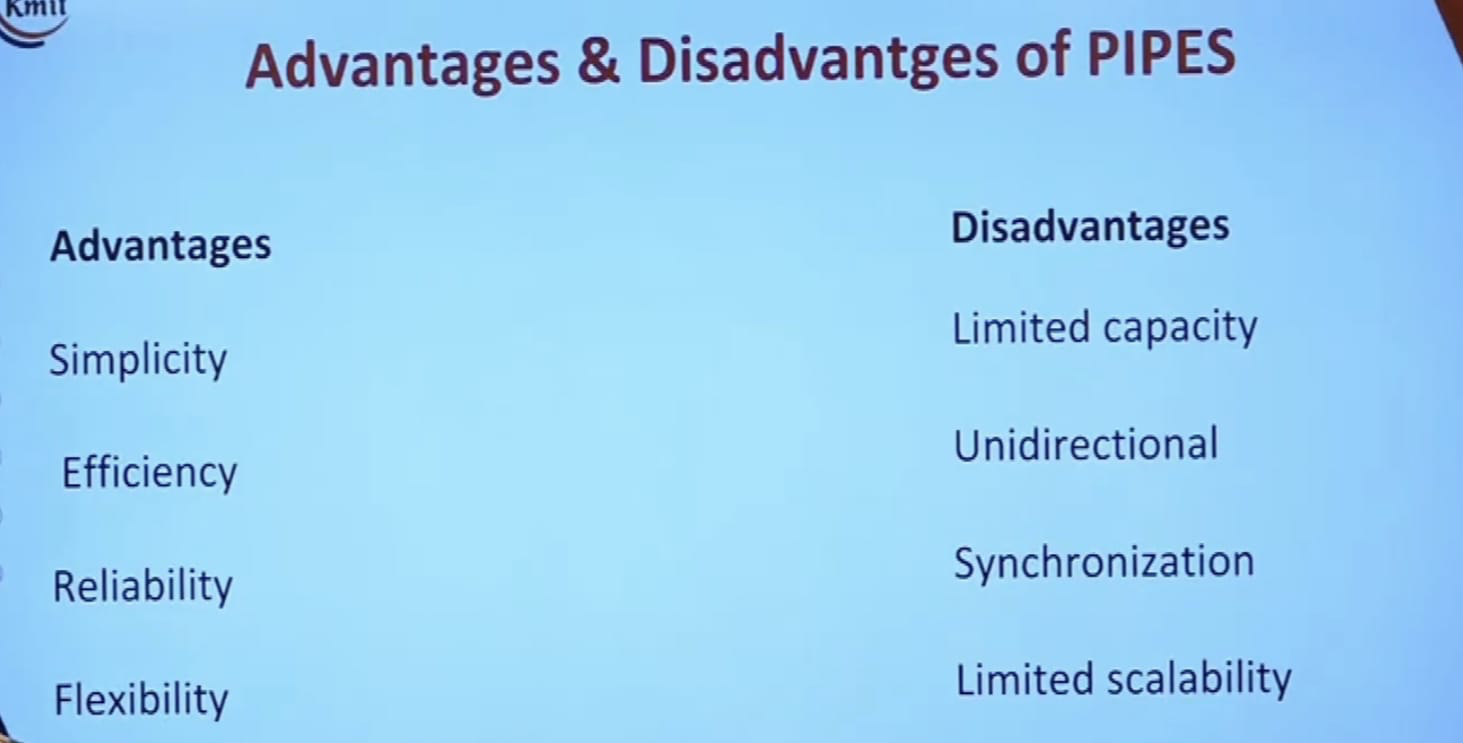 Kmit
Advantages & Disadvantges of PIPES
Advantages
Simplicity
Efficiency
Reliability
Flexibility
Disadvantages
Limited capacity
Unidirectional
Synchronization
Limited scalability